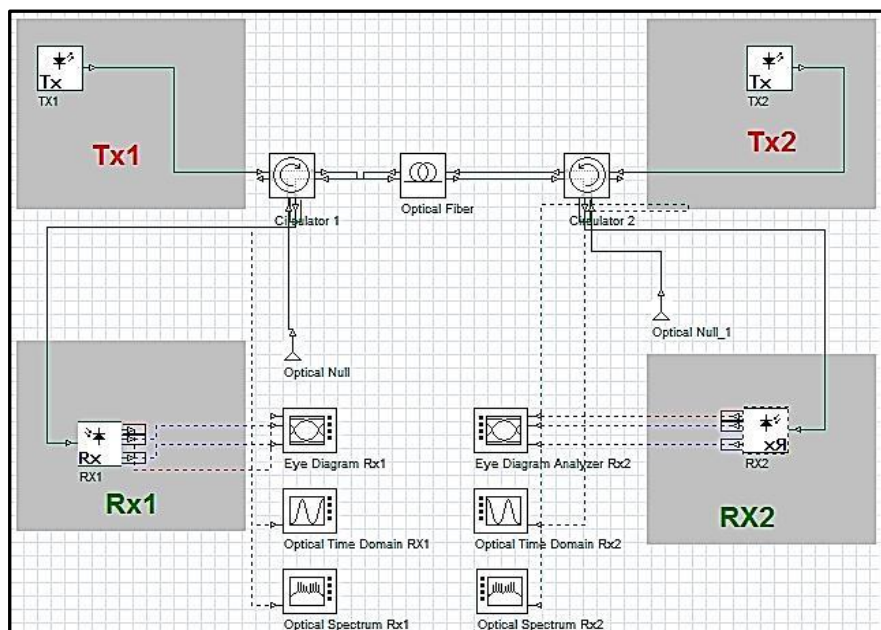 Tx
TX1
Tx1
Tx
TX2
Tx2
Circulator 1
Optical Fiber
Circulator 2
Optical Null
Optical Null_1
Rx
RX1
Rx1
Eye Diagram Rx1
Eye Diagram Analyzer Rx2
Rx
RX2
RX2
Optical Time Domain RX1
Optical Time Domain Rx2
Optical Spectrum Rx1
Optical Spectrum Rx2